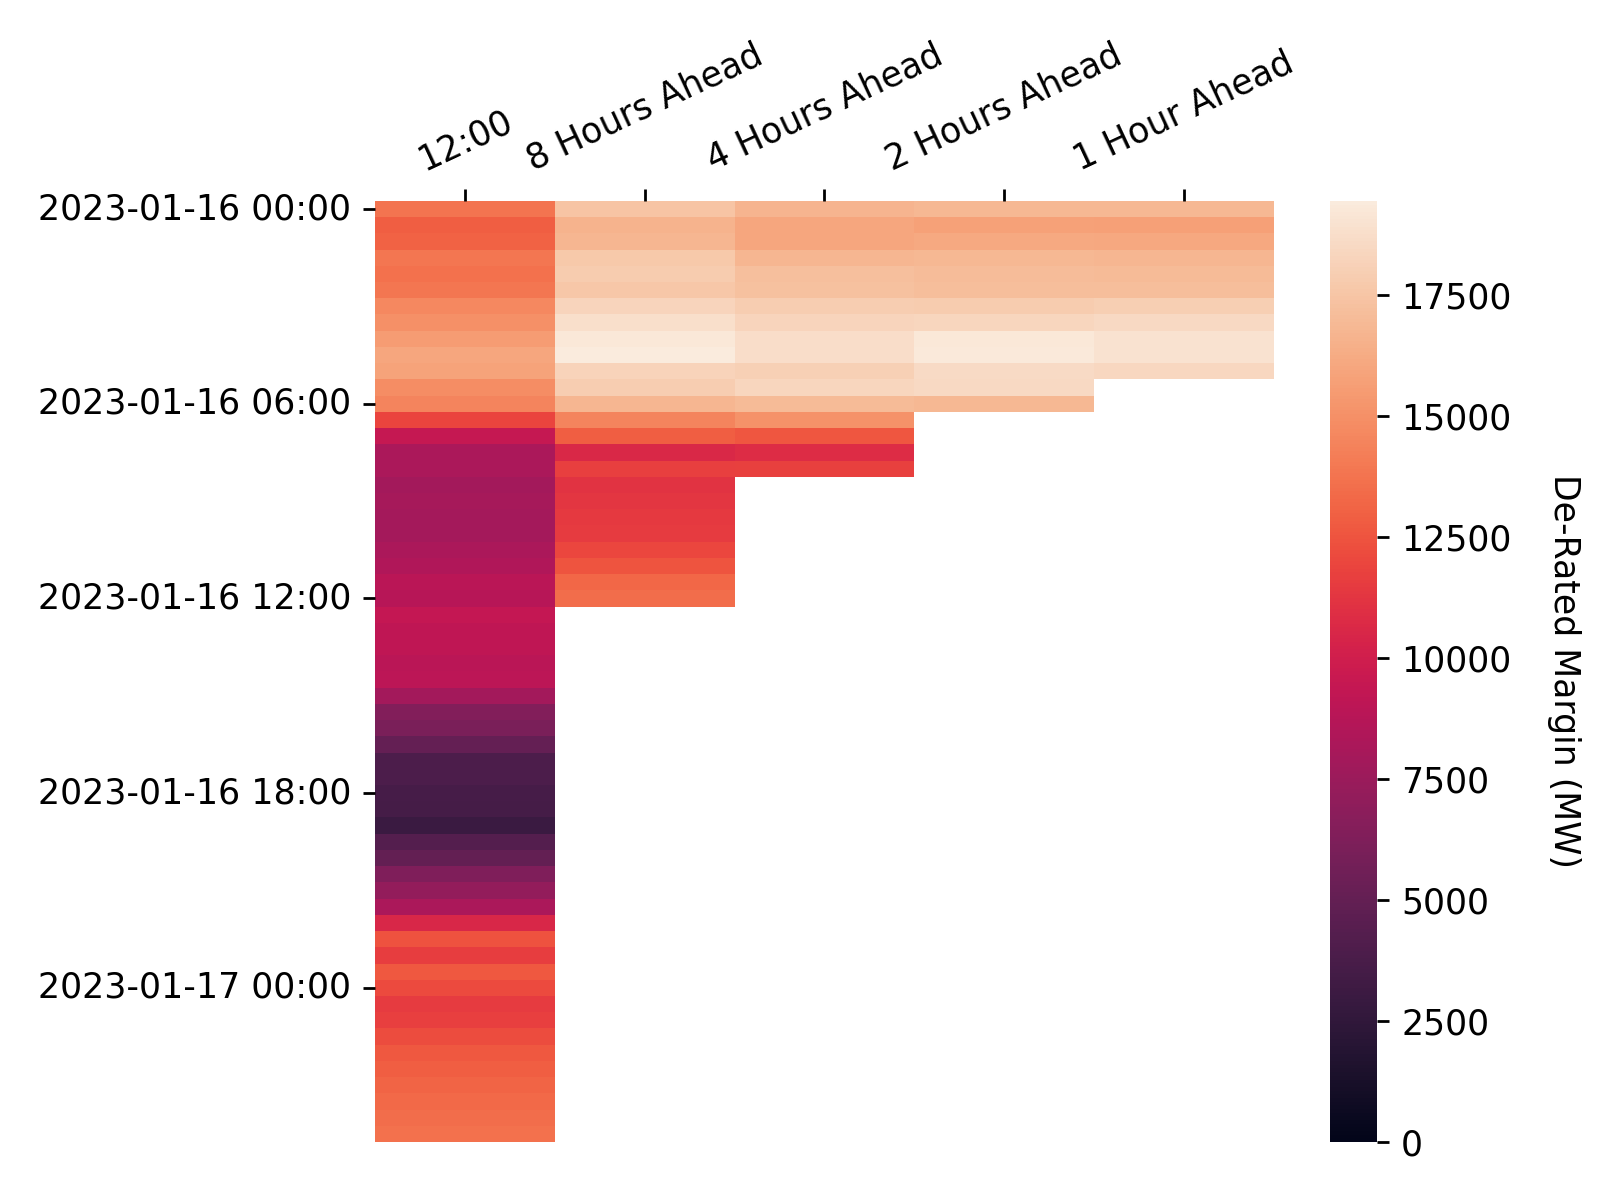 12:00
8 Hours Ahead
4 Hours Ahead
2 Hours Ahead
1 Hour Ahead
2023-01-16 00:00
2023-01-16 06:00
2023-01-16 12:00
2023-01-16 18:00
2023-01-17 00:00
17500
15000
12500
10000
7500
5000
2500
0
De-Rated Margin (MW)